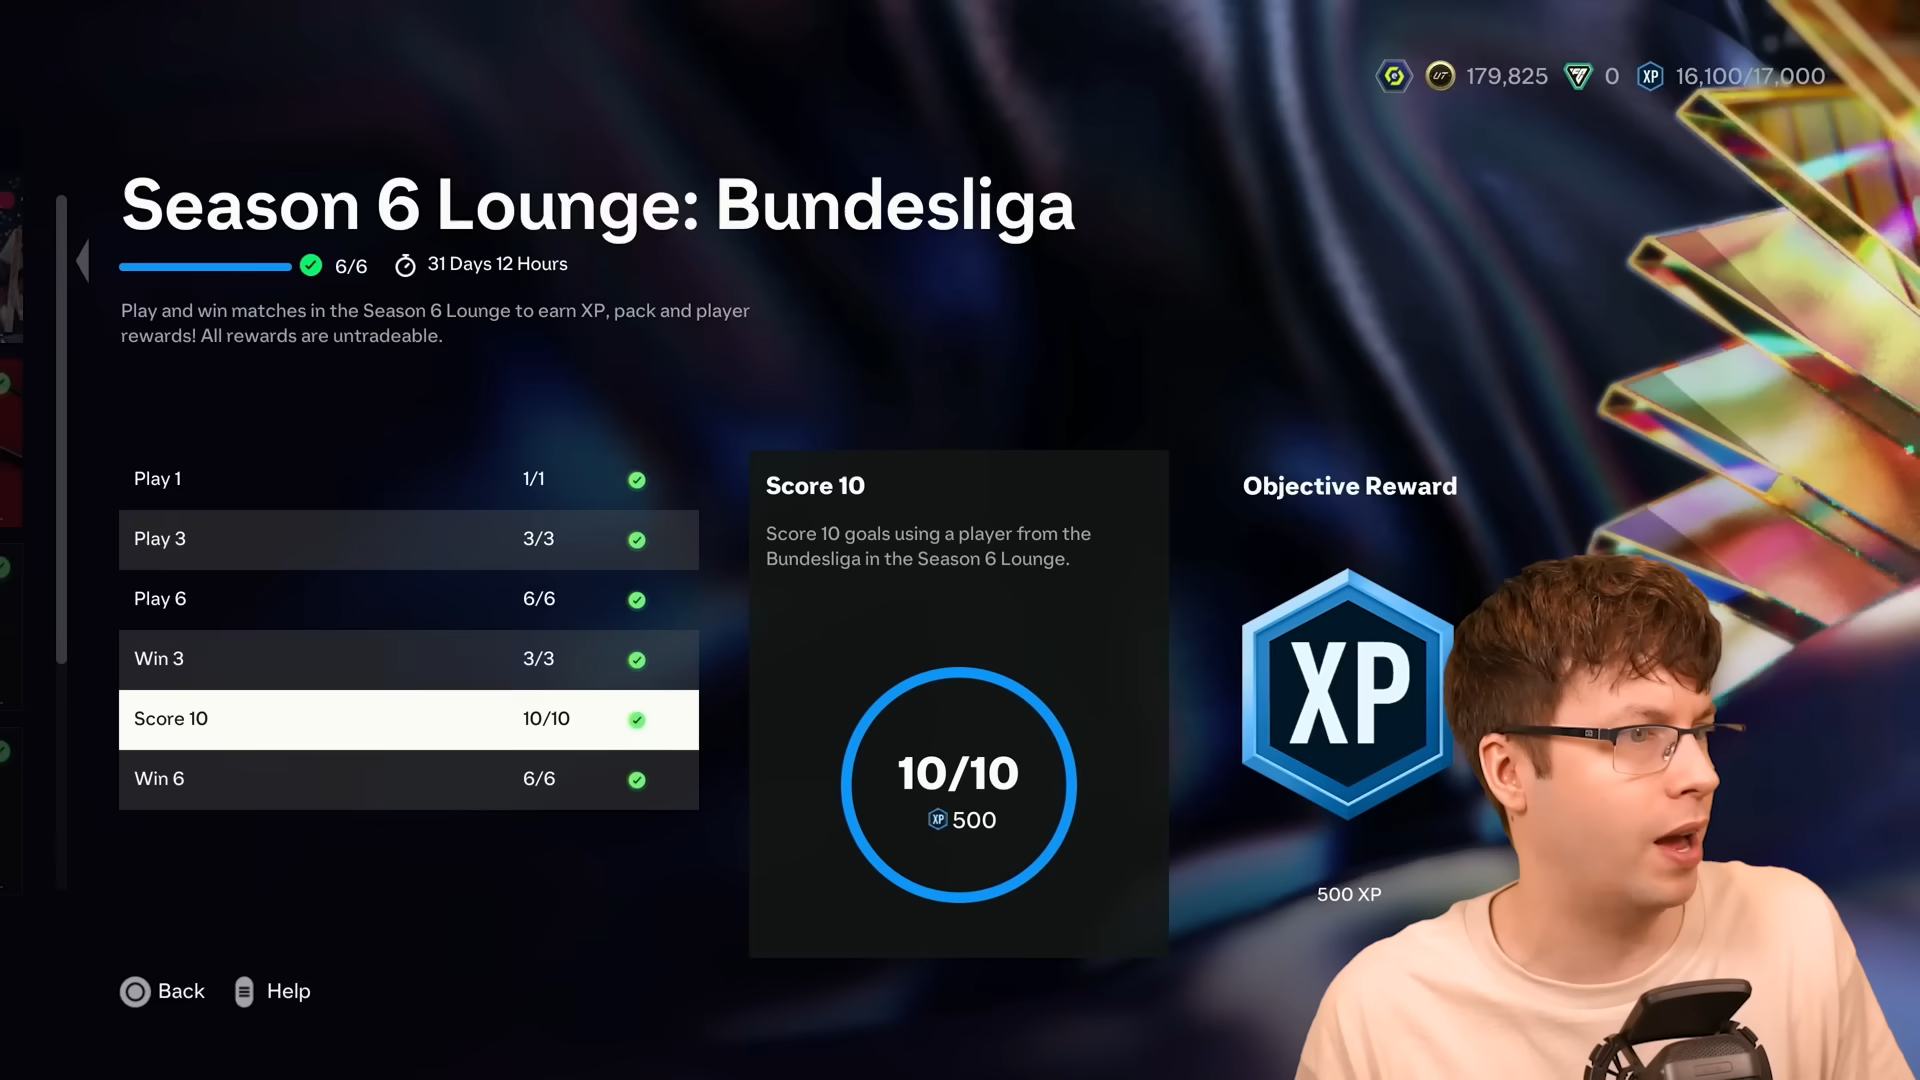 UT 179,825 0 XP 16,100/17,000
Season 6 Lounge: Bundesliga
6/6 31 Days 12 Hours
Play and win matches in the Season 6 Lounge to earn XP, pack and player
rewards! All rewards are untradeable.
Play 1 1/1
Play 3 3/3
Play 6 6/6
Win 3 3/3
Score 10 10/10
Win 6 6/6
Score 10
Score 10 goals using a player from the
Bundesliga in the Season 6 Lounge.
10/10
XP 500
Objective Reward
XP
500 XP
Back Help